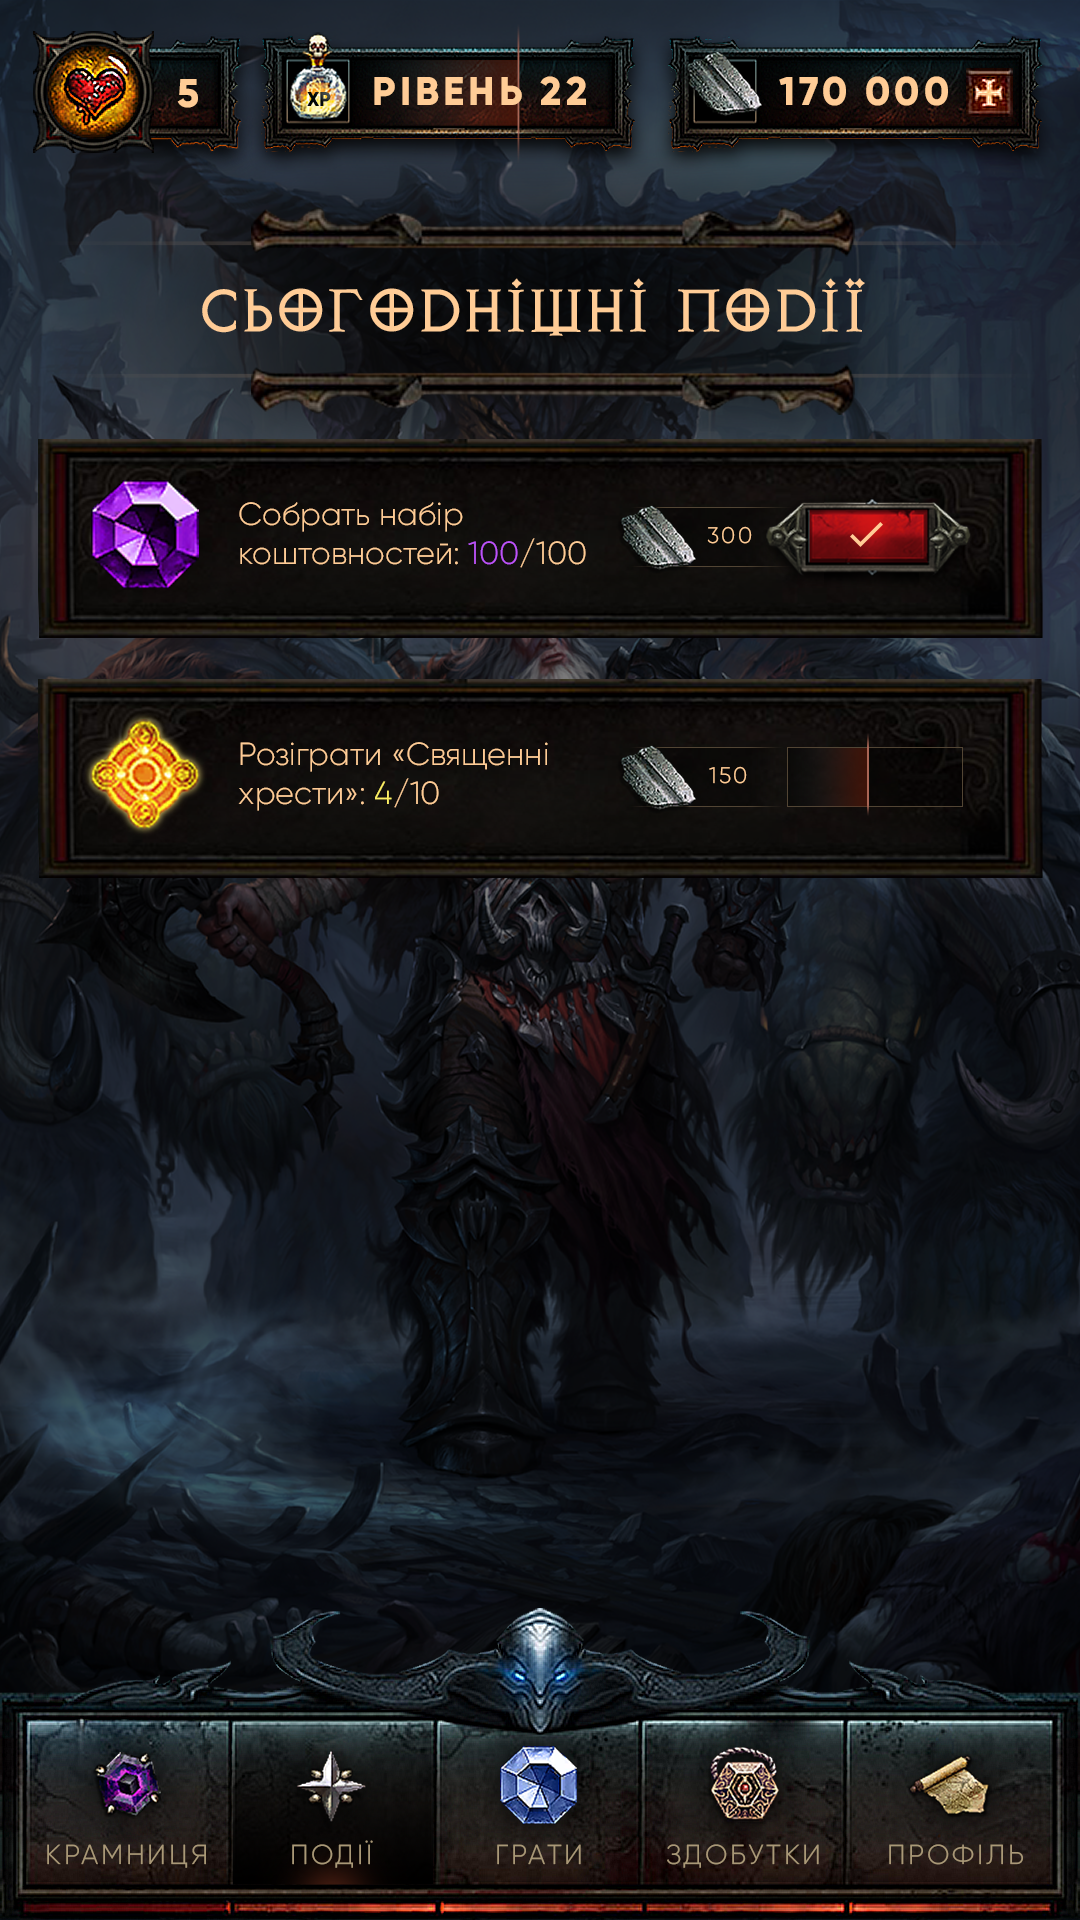 5
XP
РІВЕНЬ 22
170 000
СЬОГОДНІШНІ ПОДІЇ
Собрать набір
коштовностей: 100/100
300
Розіграти «Священні
хрести»: 4/10
150
КРАМНИЦЯ
ПОДІЇ
ГРАТИ
ЗДОБУТКИ
ПРОФІЛЬ